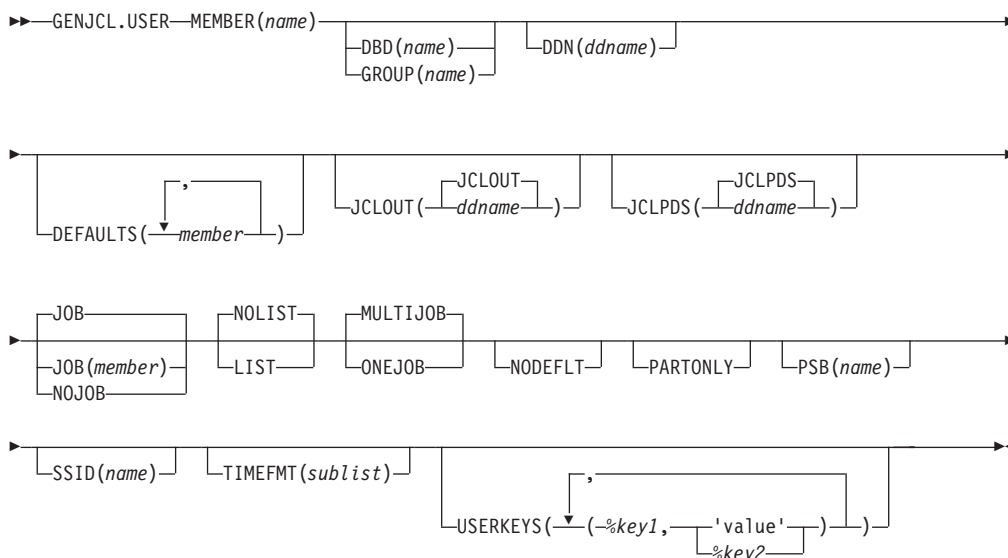 GENJCL.USER MEMBER(name)
DBD(name) DDN(ddname)
GROUP(name)
,
JCLOUT JCLPDS
DEFAULTS( member ) JCLOUT( ddname ) JCLPDS( ddname )
JOB NOLIST MULTIJOB
JOB(member) LIST ONEJOB NODEFLT PARTONLY PSB(name)
NOJOB
SSID(name) TIMEFMT(sublist)
,
USERKEYS( (%key1, 'value' ) )
%key2